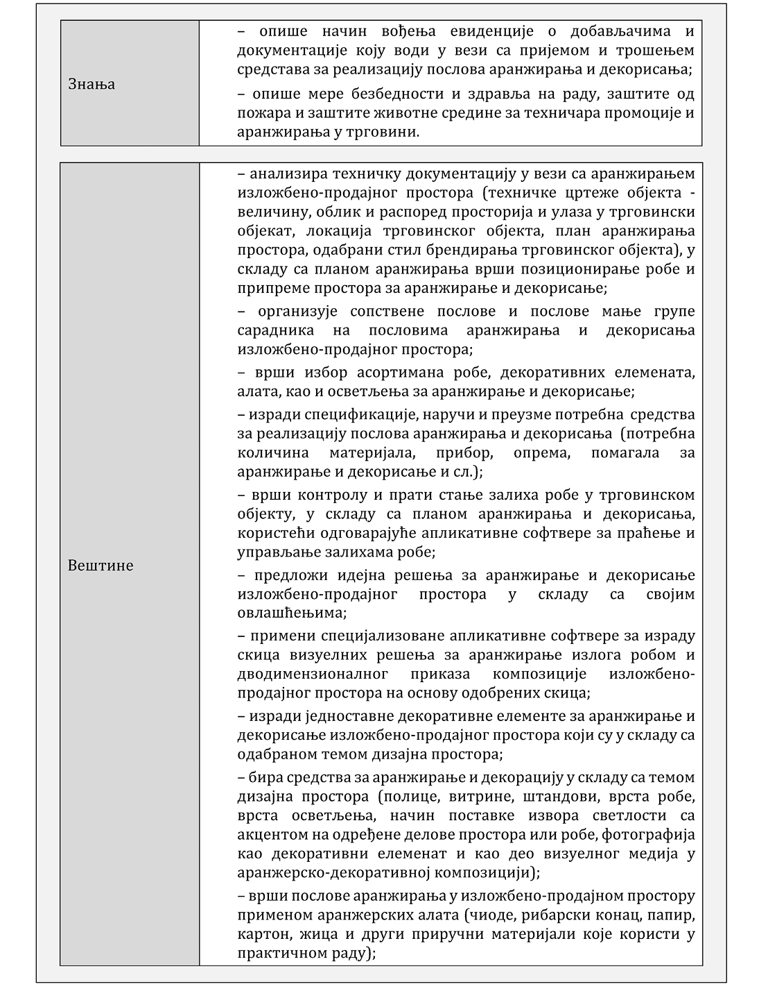 Знања
– опише начин вођења евиденције о добављачима и
документације коју води у вези са пријемом и трошењем
средстава за реализацију послова аранжирања и декорисања;
– опише мере безбедности и здравља на раду, заштите од
пожара и заштите животне средине за техничара промоције и
аранжирања у трговини.
Вештине
– анализира техничку документацију у вези са аранжирањем
изложбено-продајног простора (техничке цртеже објекта -
величину, облик и распоред просторија и улаза у трговински
објекат, локација трговинског објекта, план аранжирања
простора, одабрани стил брендирања трговинског објекта), у
складу са планом аранжирања врши позиционирање робе и
припреме простора за аранжирање и декорисање;
– организује сопствене послове и послове мање групе
сарадника на пословима аранжирања и декорисања
изложбено-продајног простора;
– врши избор асортимана робе, декоративних елемената,
алата, као и осветљења за аранжирање и декорисање;
– изради спецификације, наручи и преузме потребна  средства
за реализацију послова аранжирања и декорисања  (потребна
количина материјала, прибор, опрема, помагала за
аранжирање и декорисање и сл.);
– врши контролу и прати стање залиха робе у трговинском
објекту, у складу са планом аранжирања и декорисања,
користећи одговарајуће апликативне софтвере за праћење и
управљање залихама робе;
– предложи идејна решења за аранжирање и декорисање
изложбено-продајног простора у складу са својим
овлашћењима;
– примени специјализоване апликативне софтвере за израду
скица визуелних решења за аранжирање излога робом и
дводимензионалног приказа композиције изложбено-
продајног простора на основу одобрених скица;
– изради једноставне декоративне елементе за аранжирање и
декорисање изложбено-продајног простора који су у складу са
одабраном темом дизајна простора;
– бира средства за аранжирање и декорацију у складу са темом
дизајна простора (полице, витрине, штандови, врста робе,
врста осветљења, начин поставке извора светлости са
акцентом на одређене делове простора или робе, фотографија
као декоративни елеменат и као део визуелног медија у
аранжерско-декоративној композицији);
– врши послове аранжирања у изложбено-продајном простору
применом аранжерских алата (чиоде, рибарски конац, папир,
картон, жица и други приручни материјали које користи у
практичном раду);